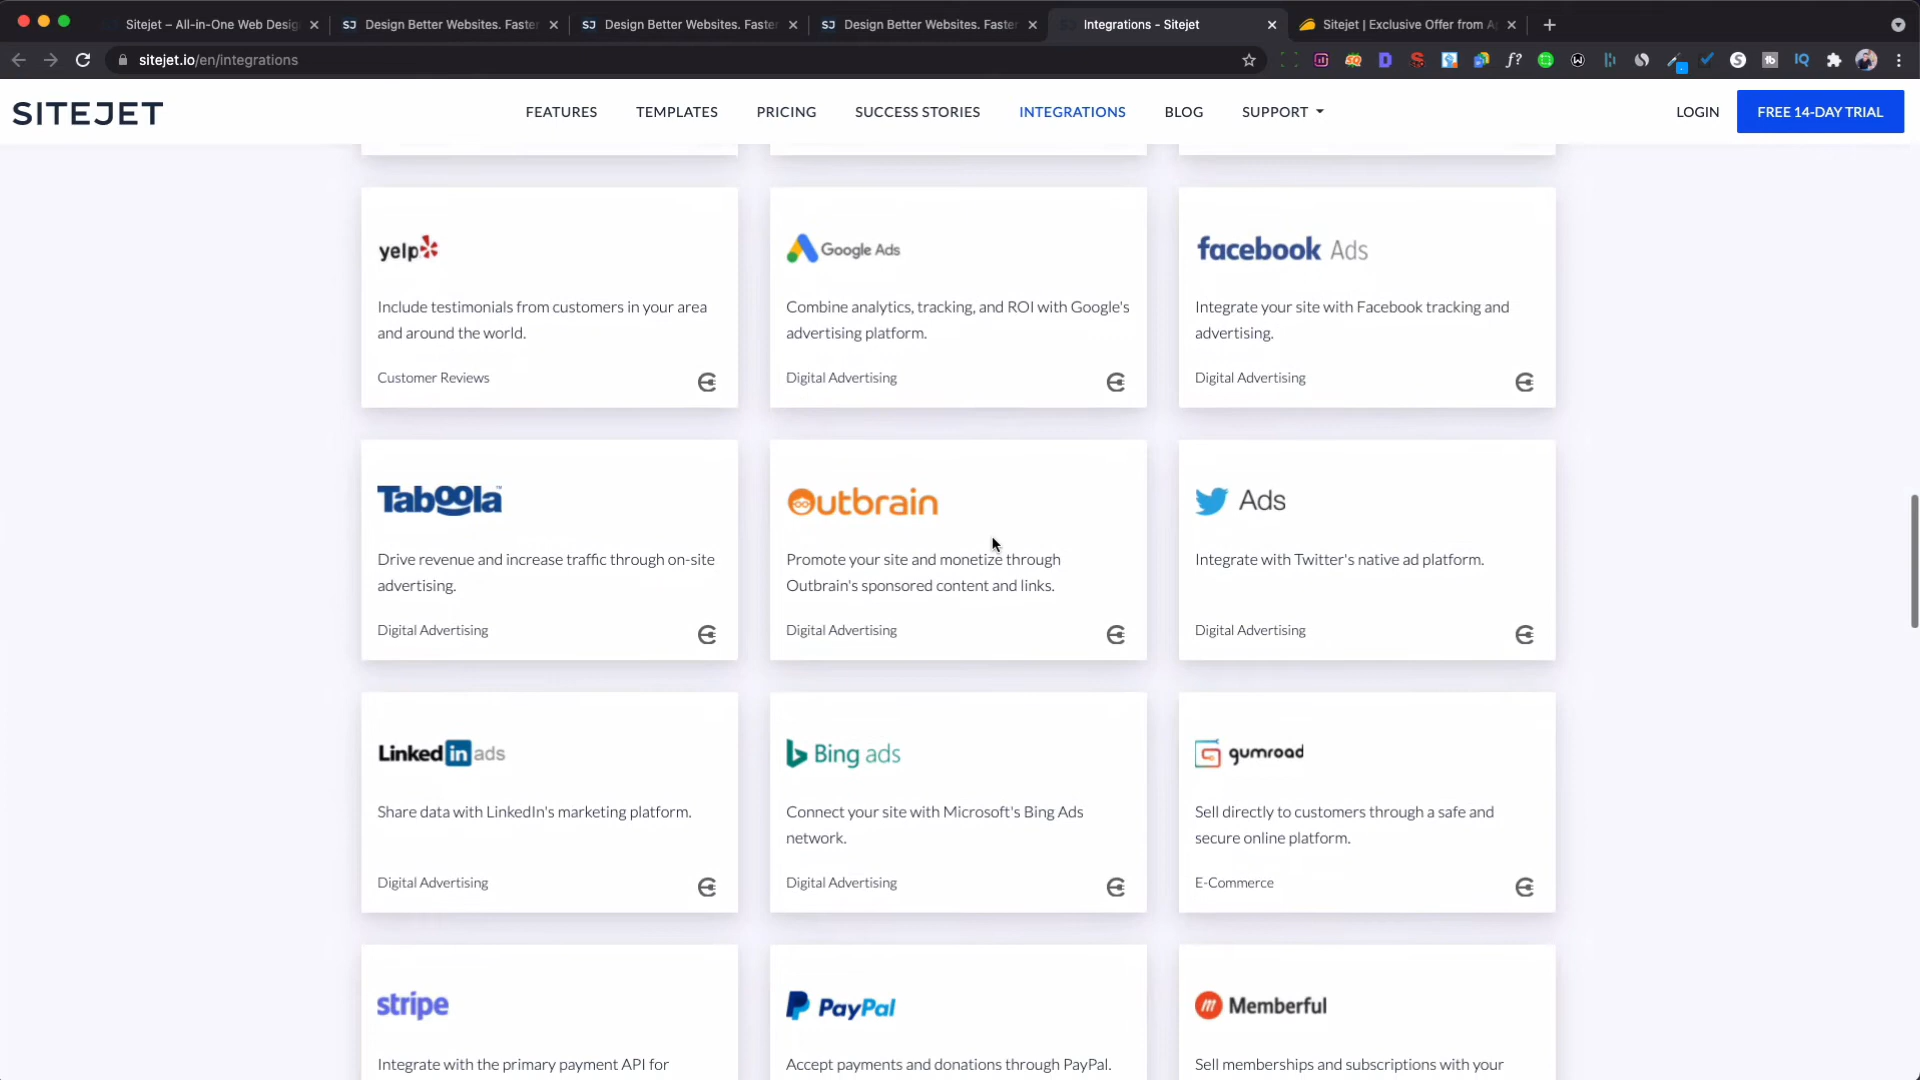 Sitejet – All-in-One Web Desig
Design Better Websites. Faster
Design Better Websites. Faster
Design Better Websites. Faster
Integrations - Sitejet
Sitejet | Exclusive Offer from A
sitejet.io/en/integrations
SITEJET
FEATURES
TEMPLATES
PRICING
SUCCESS STORIES
INTEGRATIONS
BLOG
SUPPORT
LOGIN
FREE 14-DAY TRIAL
yelp
Include testimonials from customers in your area
and around the world.
Customer Reviews
Google Ads
Combine analytics, tracking, and ROI with Google's
advertising platform.
Digital Advertising
facebook Ads
Integrate your site with Facebook tracking and
advertising.
Digital Advertising
Taboola
Drive revenue and increase traffic through on-site
advertising.
Digital Advertising
Outbrain
Promote your site and monetize through
Outbrain's sponsored content and links.
Digital Advertising
Ads
Integrate with Twitter's native ad platform.
Digital Advertising
Linked in ads
Share data with LinkedIn's marketing platform.
Digital Advertising
Bing ads
Connect your site with Microsoft's Bing Ads
network.
Digital Advertising
gumroad
Sell directly to customers through a safe and
secure online platform.
E-Commerce
stripe
Integrate with the primary payment API for
PayPal
Accept payments and donations through PayPal.
Memberful
Sell memberships and subscriptions with your